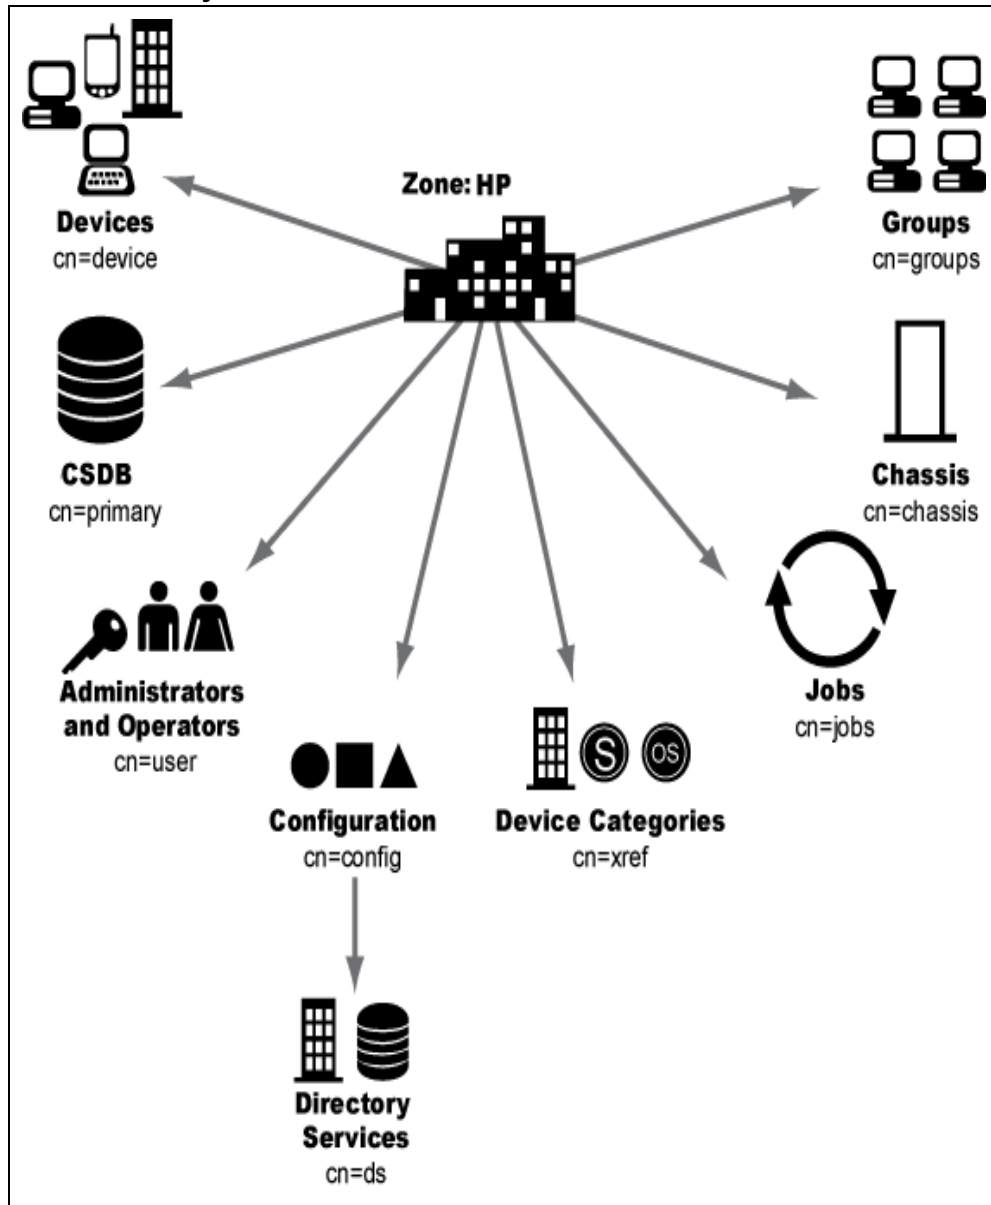 Zone: HP
Devices
cn=device
Groups
cn=groups
CSDB
cn=primary
Chassis
cn=chassis
Administrators
and Operators
cn=user
Jobs
cn=jobs
S
OS
Configuration
cn=config
Device Categories
cn=xref
Directory
Services
cn=ds